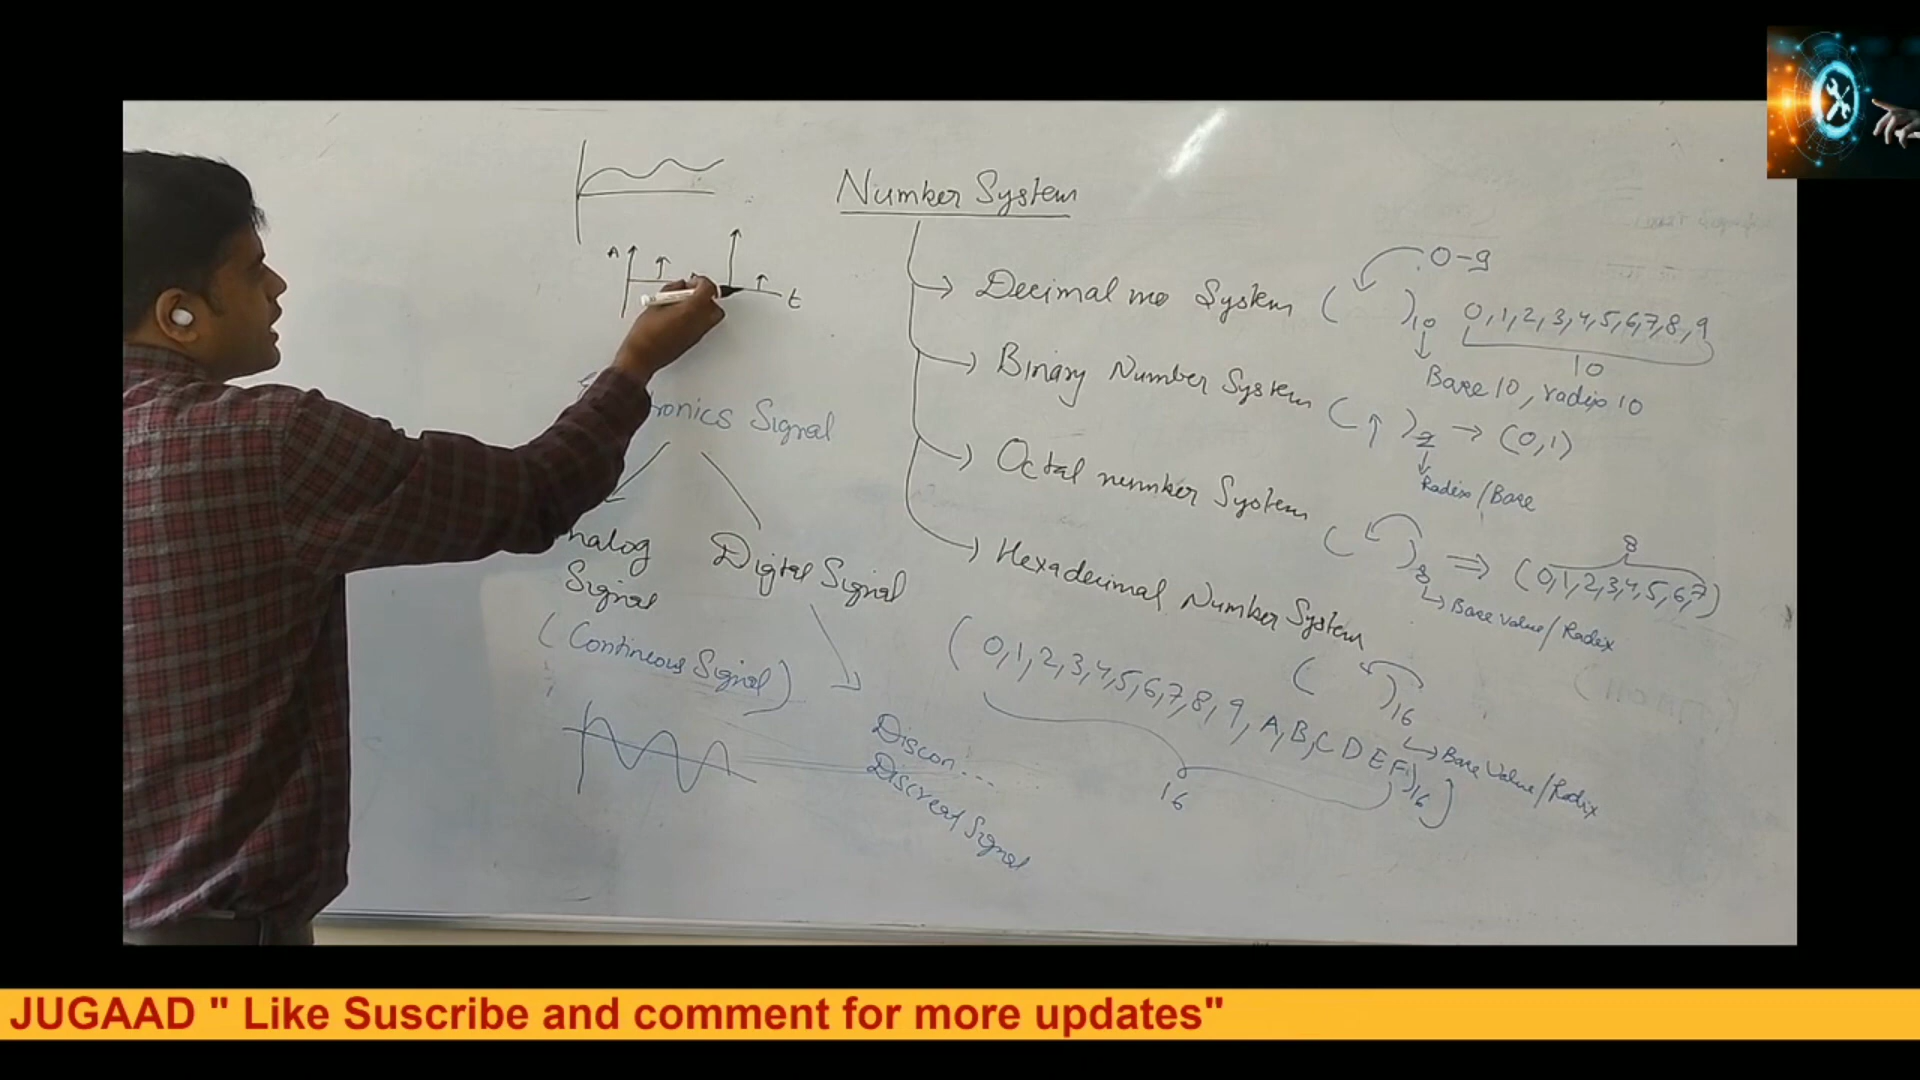 A
t
Signal
Signal
Digital Signal
(Contineous Signal)
Discon...
Discreat Signal
Number System
Decimal no System ( )10
0-9
0,1,2,3,4,5,6,7,8,9
10
Base 10, radix 10
Binary Number System ( )2 → (0,1)
Radix/Base
Octal number System ( )8 ⇒ (0,1,2,3,4,5,6,7)
8
Base Value/Radix
Hexadecimal Number System
( )16
Base Value/Radix
(0,1,2,3,4,5,6,7,8,9, A,B,C D E F)16
16
JUGAAD " Like Suscribe and comment for more updates"